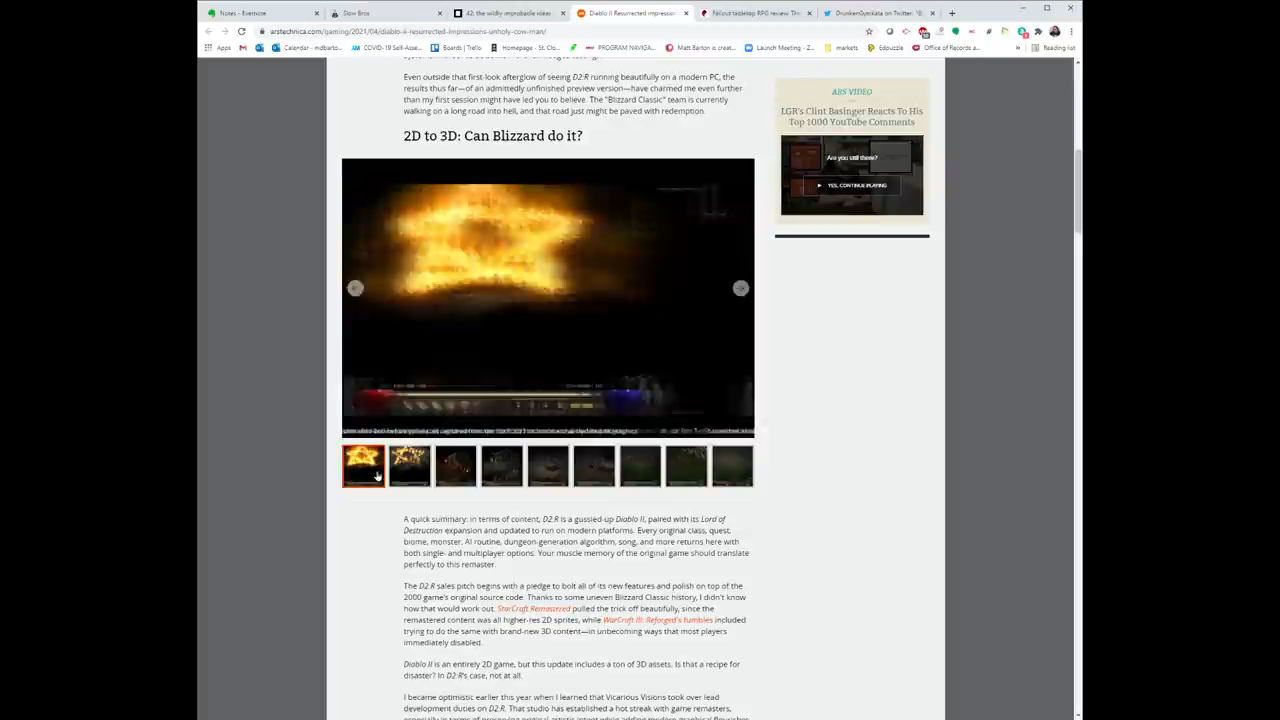 Notes - Evernote
Slow Bros
42: the wildly improbable ideas
Diablo II Resurrected impression
Fallout tabletop RPG review: Th
DrunkenGymKata on Twitter: "@
arstechnica.com/gaming/2021/04/diablo-ii-resurrected-impressions-unholy-cow-man/
Apps
Calendar - mdbarto...
COVID-19 Self-Asse...
Boards | Trello
Homepage - St. Clo...
PROGRAM NAVIGA...
Matt Barton is creat...
Launch Meeting - Z...
markets
Edpuzzle
Office of Records a...
Reading list
Even outside that first-look afterglow of seeing D2:R running beautifully on a modern PC, the
results thus far—of an admittedly unfinished preview version—have charmed me even further
than my first session might have led you to believe. The "Blizzard Classic" team is currently
walking on a long road into hell, and that road just might be paved with redemption.
2D to 3D: Can Blizzard do it?
ARS VIDEO
LGR's Clint Basinger Reacts To His
Top 1000 YouTube Comments
Are you still there?
YES, CONTINUE PLAYING
A quick summary: in terms of content, D2:R is a gussied-up Diablo II, paired with its Lord of
Destruction expansion and updated to run on modern platforms. Every original class, quest,
biome, monster, AI routine, dungeon-generation algorithm, song, and more returns here with
both single- and multiplayer options. Your muscle memory of the original game should translate
perfectly to this remaster.
The D2:R sales pitch begins with a pledge to bolt all of its new features and polish on top of the
2000 game's original source code. Thanks to some uneven Blizzard Classic history, I didn't know
how that would work out. StarCraft Remastered pulled the trick off beautifully, since the
remastered content was all higher-res 2D sprites, while WarCraft III: Reforged's fumbles included
trying to do the same with brand-new 3D content—in unbecoming ways that most players
immediately disabled.
Diablo II is an entirely 2D game, but this update includes a ton of 3D assets. Is that a recipe for
disaster? In D2:R's case, not at all.
I became optimistic earlier this year when I learned that Vicarious Visions took over lead
development duties on D2:R. That studio has established a hot streak with game remasters,